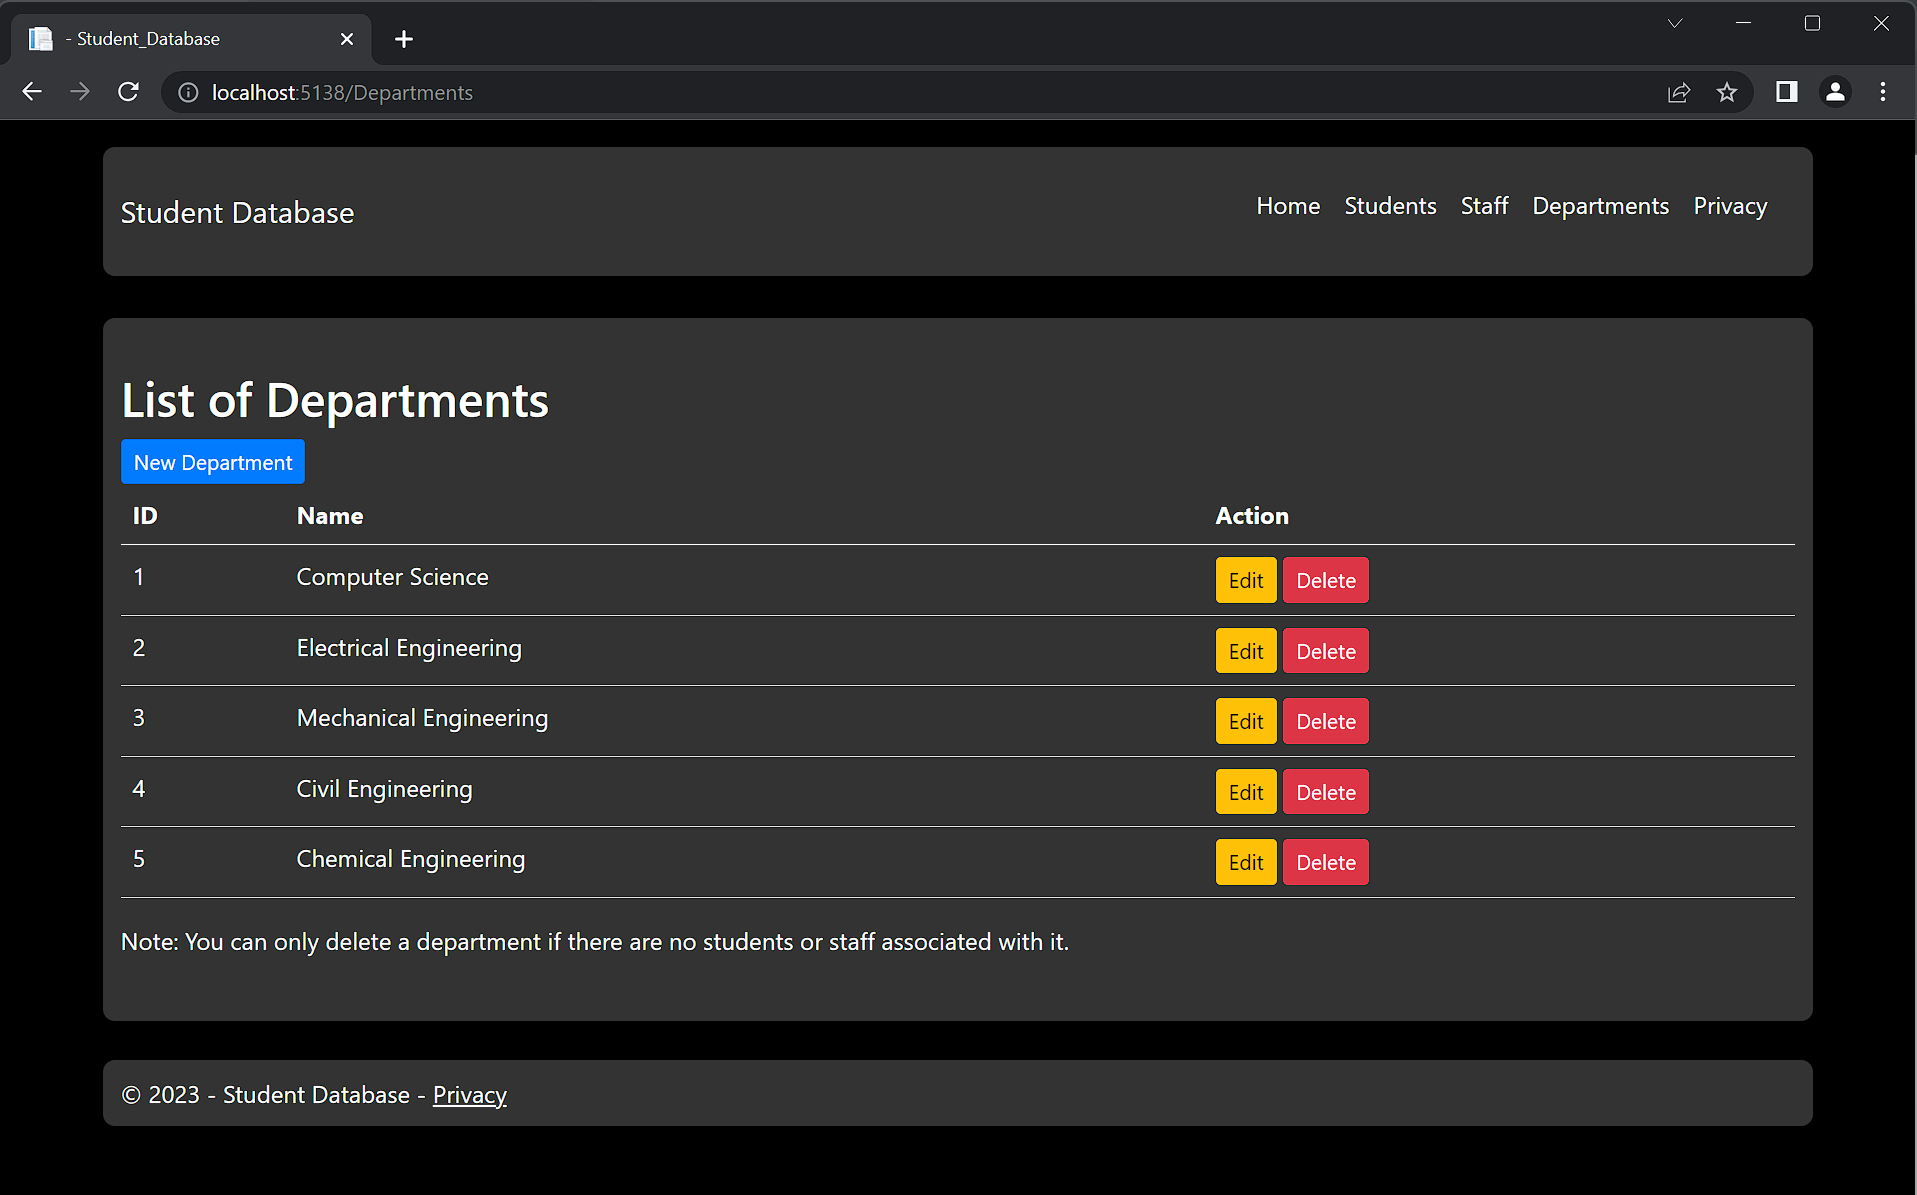 - Student_Database
localhost:5138/Departments
Student Database
Home Students Staff Departments Privacy
List of Departments
New Department
ID Name Action
1 Computer Science Edit Delete
2 Electrical Engineering Edit Delete
3 Mechanical Engineering Edit Delete
4 Civil Engineering Edit Delete
5 Chemical Engineering Edit Delete
Note: You can only delete a department if there are no students or staff associated with it.
© 2023 - Student Database - Privacy